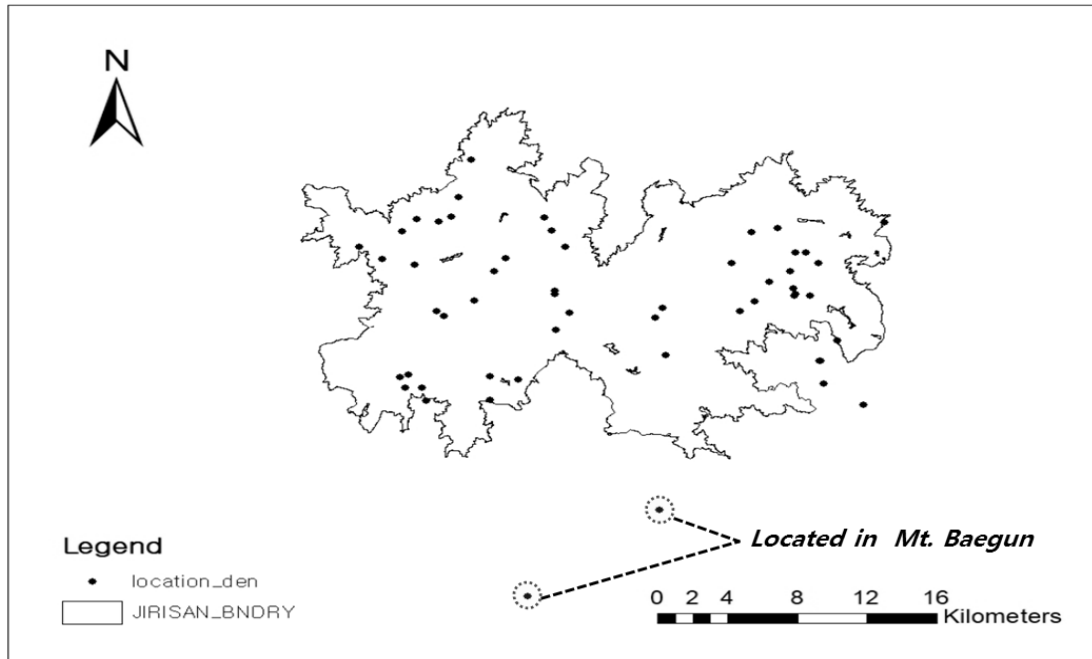 N
Located in Mt. Baegun
Legend
location_den
JIRISAN_BNDRY
0 2 4 8 12 16
Kilometers